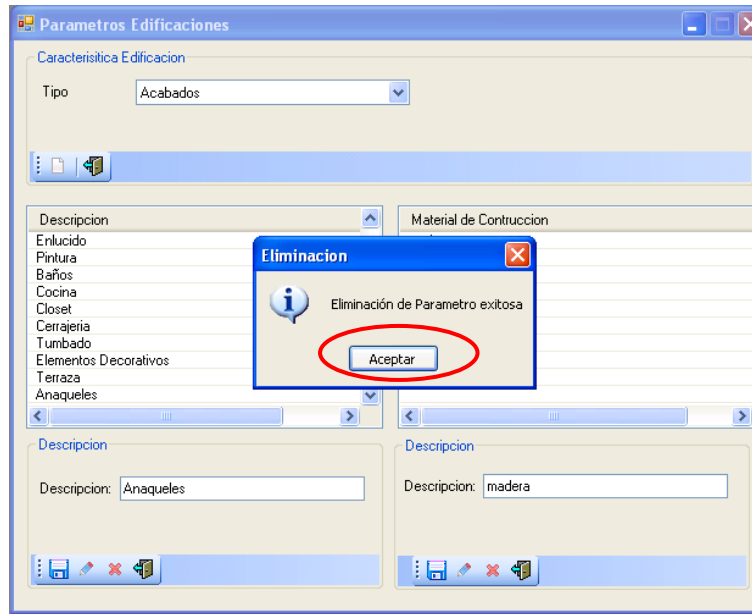 Parametros Edificaciones
Caracterisitica Edificacion
Tipo
Acabados
Descripcion
Material de Contruccion
Enlucido
Pintura
Baños
Cocina
Closet
Cerrajeria
Tumbado
Elementos Decorativos
Terraza
Anaqueles
Eliminacion
Eliminación de Parametro exitosa
Aceptar
Descripcion
Descripcion: Anaqueles
Descripcion
Descripcion: madera